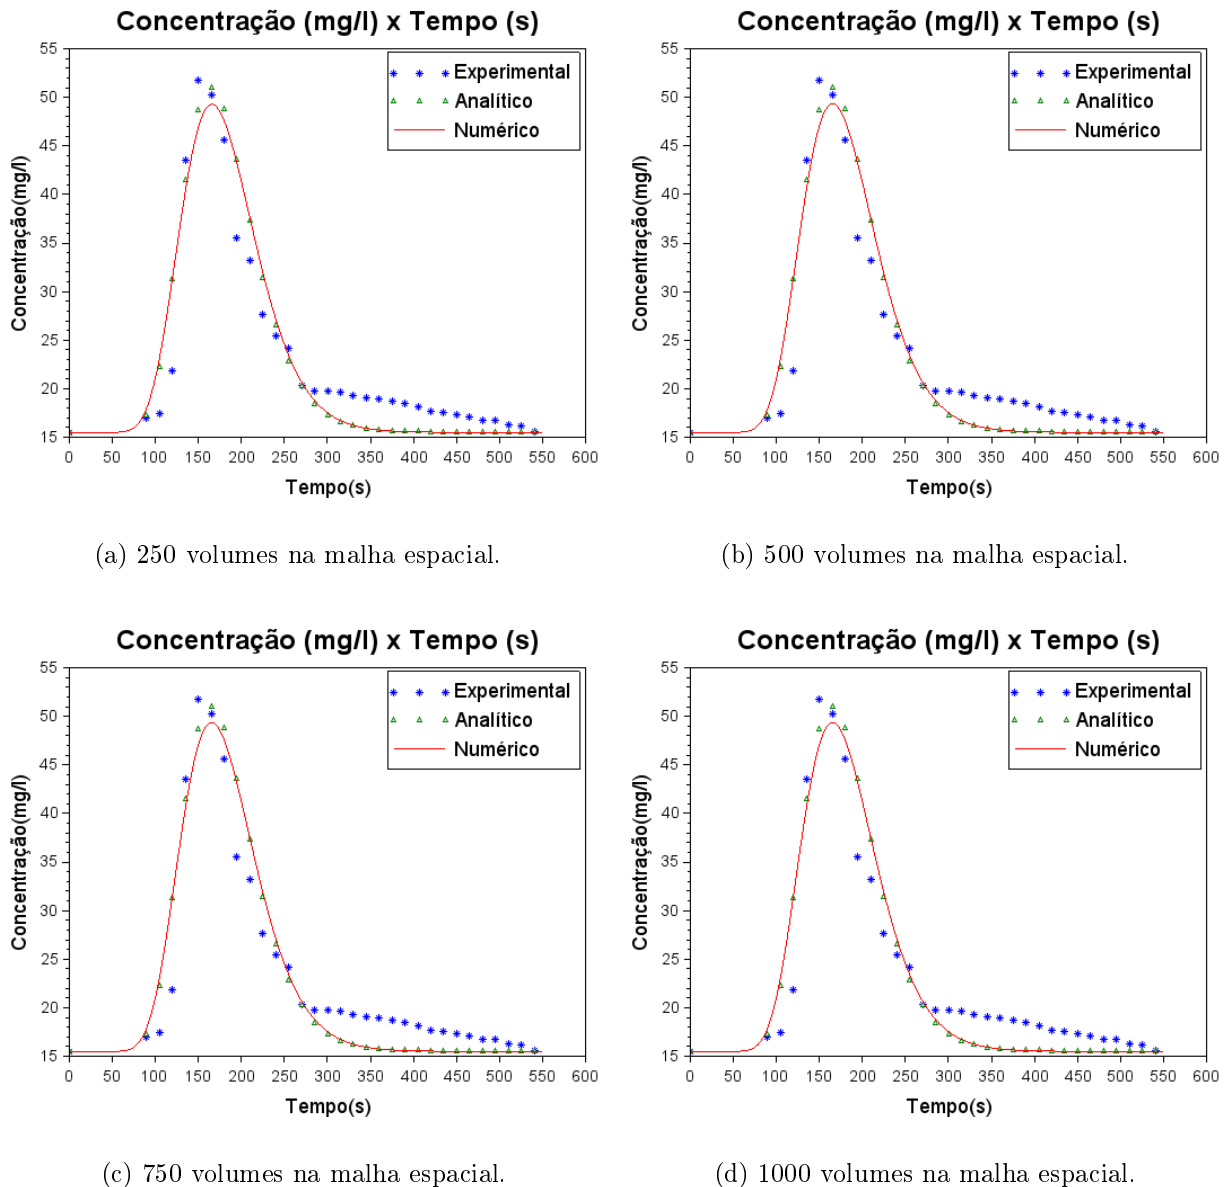 Concentração (mg/l) x Tempo (s)
55
50
45
40
35
30
25
20
15
Concentração(mg/l)
Experimental
Analítico
Numérico
0 50 100 150 200 250 300 350 400 450 500 550 600
Tempo(s)
(a) 250 volumes na malha espacial.
Concentração (mg/l) x Tempo (s)
55
50
45
40
35
30
25
20
15
Concentração(mg/l)
Experimental
Analítico
Numérico
0 50 100 150 200 250 300 350 400 450 500 550 600
Tempo(s)
(b) 500 volumes na malha espacial.
Concentração (mg/l) x Tempo (s)
55
50
45
40
35
30
25
20
15
Concentração(mg/l)
Experimental
Analítico
Numérico
0 50 100 150 200 250 300 350 400 450 500 550 600
Tempo(s)
(c) 750 volumes na malha espacial.
Concentração (mg/l) x Tempo (s)
55
50
45
40
35
30
25
20
15
Concentração(mg/l)
Experimental
Analítico
Numérico
0 50 100 150 200 250 300 350 400 450 500 550 600
Tempo(s)
(d) 1000 volumes na malha espacial.